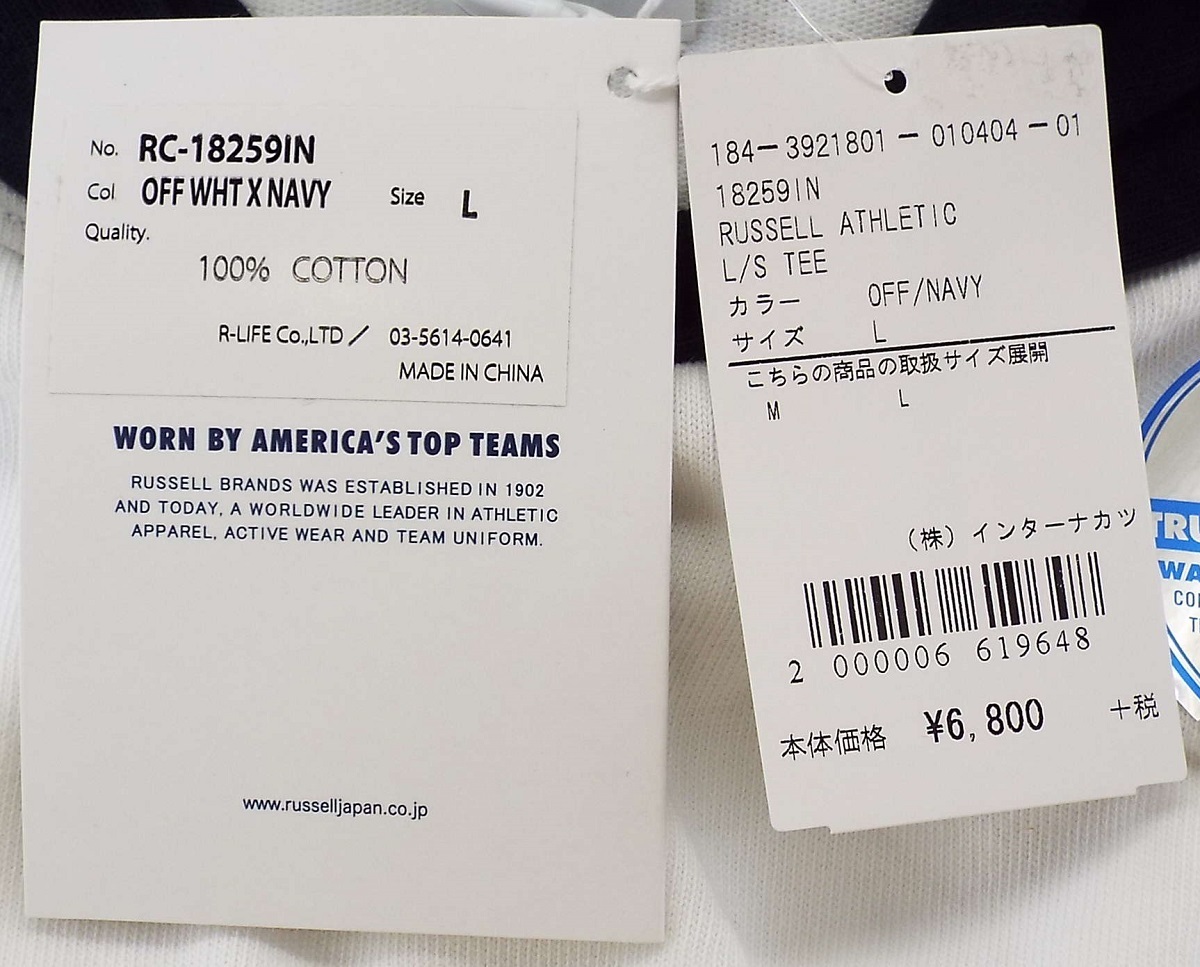 No. RC-18259IN
Col OFF WHT X NAVY Size L
Quality.
100% COTTON
R-LIFE Co.,LTD / 03-5614-0641
MADE IN CHINA
WORN BY AMERICA'S TOP TEAMS
RUSSELL BRANDS WAS ESTABLISHED IN 1902
AND TODAY, A WORLDWIDE LEADER IN ATHLETIC
APPAREL, ACTIVE WEAR AND TEAM UNIFORM.
www.russelljapan.co.jp
184-3921801-010404-01
18259IN
RUSSELL ATHLETIC
L/S TEE
カラー OFF/NAVY
サイズ L
こちらの商品の取扱サイズ展開
M L
(株)インターナカツ
2 000006 619648
本体価格 ¥6,800 +税